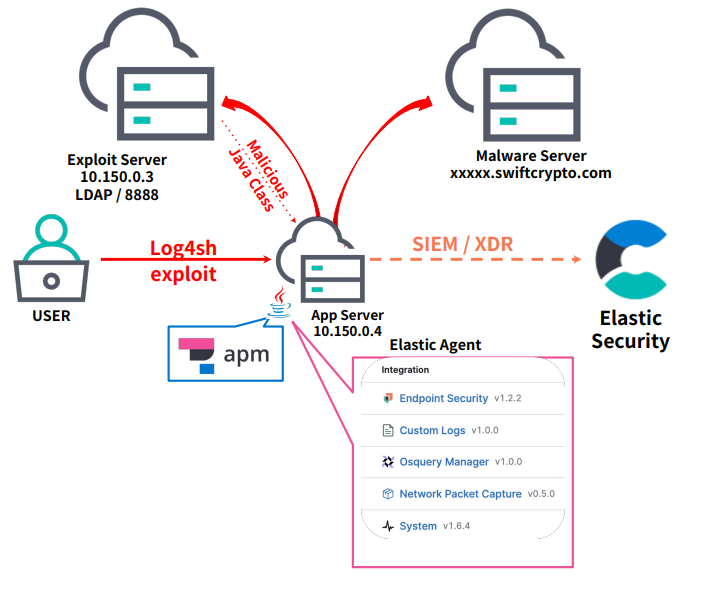 Exploit Server
10.150.0.3
LDAP / 8888
Malicious
Java Class
Malware Server
xxxxx.swiftcrypto.com
Log4sh
exploit
SIEM / XDR
USER
App Server
10.150.0.4
Elastic
Security
apm
Elastic Agent
Integration
Endpoint Security v1.2.2
Custom Logs v1.0.0
Osquery Manager v1.0.0
Network Packet Capture v0.5.0
System v1.6.4